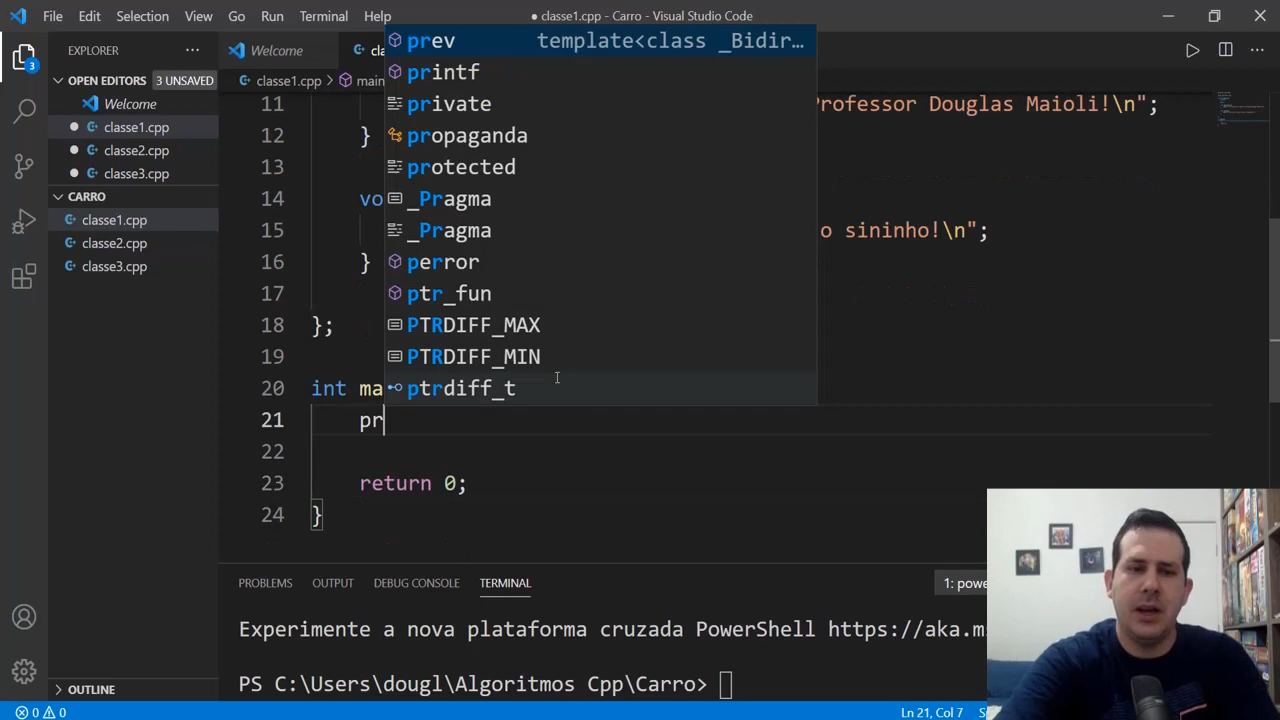 File Edit Selection View Go Run Terminal Help
● classe1.cpp - Carro - Visual Studio Code
EXPLORER ···
OPEN EDITORS 3 UNSAVED
Welcome
classe1.cpp
classe2.cpp
classe3.cpp
CARRO
classe1.cpp
classe2.cpp
classe3.cpp
OUTLINE
3
Welcome
classe1.cpp > main
prev template<class _Bidir…
printf
private
propaganda
protected
_Pragma
_Pragma
perror
ptr_fun
PTRDIFF_MAX
PTRDIFF_MIN
ptrdiff_t
11 Professor Douglas Maioli!\n";
12 }
13
14 vo
15 o sininho!\n";
16 }
17
18 };
19
20 int ma
21 pr
22
23 return 0;
24 }
PROBLEMS OUTPUT DEBUG CONSOLE TERMINAL
Experimente a nova plataforma cruzada PowerShell https://aka.ms
PS C:\Users\dougl\Algoritmos Cpp\Carro>
0 0
Ln 21, Col 7